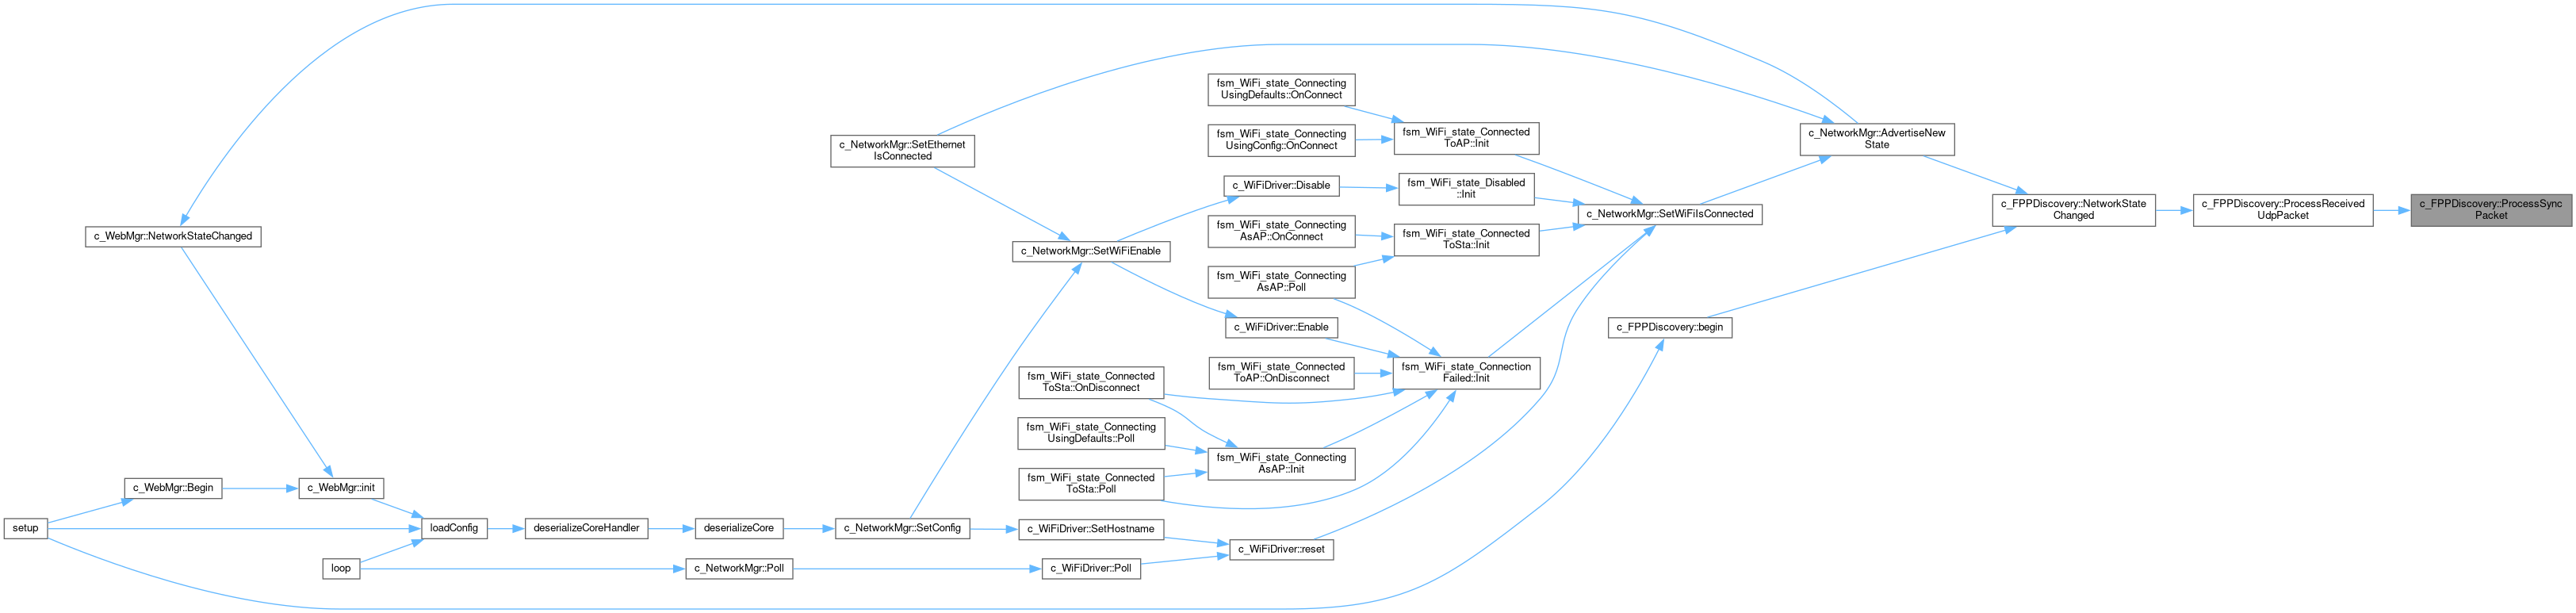 fsm_WiFi_state_Connecting
UsingDefaults::OnConnect
fsm_WiFi_state_Connecting
UsingConfig::OnConnect
fsm_WiFi_state_Connected
ToAP::Init
c_NetworkMgr::AdvertiseNew
State
c_NetworkMgr::SetEthernet
IsConnected
c_WiFiDriver::Disable
fsm_WiFi_state_Disabled
::Init
c_NetworkMgr::SetWiFiIsConnected
c_FPPDiscovery::NetworkState
Changed
c_FPPDiscovery::ProcessReceived
UdpPacket
c_FPPDiscovery::ProcessSync
Packet
c_WebMgr::NetworkStateChanged
fsm_WiFi_state_Connecting
AsAP::OnConnect
fsm_WiFi_state_Connected
ToSta::Init
c_NetworkMgr::SetWiFiEnable
fsm_WiFi_state_Connecting
AsAP::Poll
c_WiFiDriver::Enable
c_FPPDiscovery::begin
fsm_WiFi_state_Connected
ToSta::OnDisconnect
fsm_WiFi_state_Connected
ToAP::OnDisconnect
fsm_WiFi_state_Connection
Failed::Init
fsm_WiFi_state_Connecting
UsingDefaults::Poll
fsm_WiFi_state_Connecting
AsAP::Init
fsm_WiFi_state_Connected
ToSta::Poll
c_WebMgr::Begin
c_WebMgr::init
setup
loadConfig
deserializeCoreHandler
deserializeCore
c_NetworkMgr::SetConfig
c_WiFiDriver::SetHostname
c_WiFiDriver::reset
loop
c_NetworkMgr::Poll
c_WiFiDriver::Poll